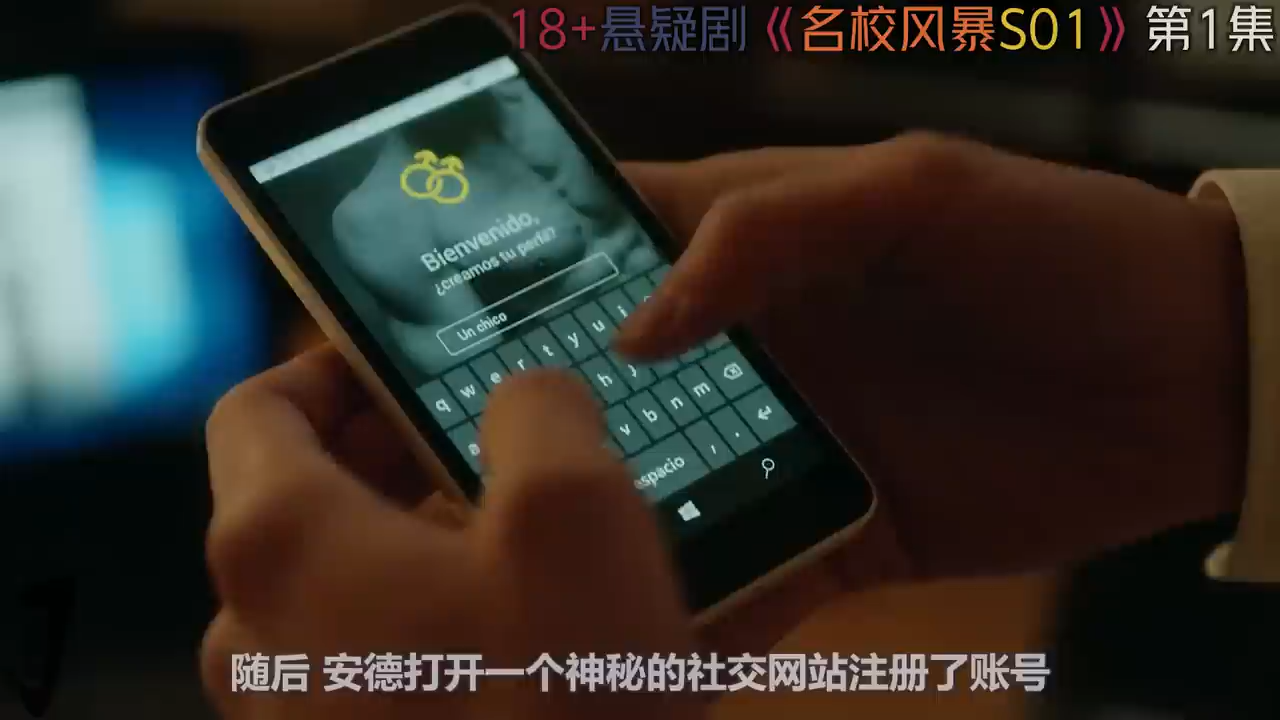 18+悬疑剧《名校风暴S01》第1集
Bienvenido,
¿creamos tu perfil?
Un chico
q w e r t y u i
a h j
v b n m
espacio , .
随后 安德打开一个神秘的社交网站注册了账号